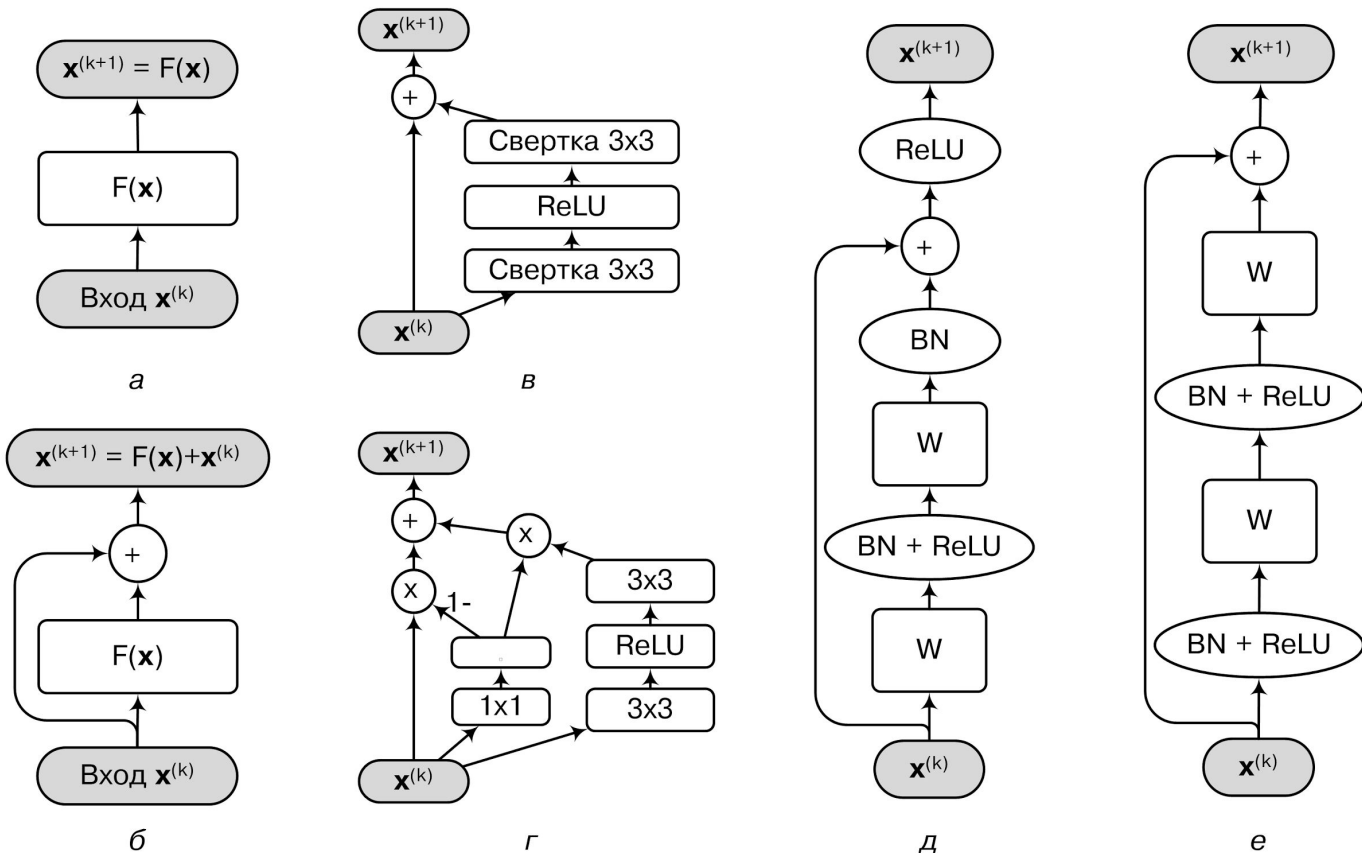 x(k+1) = F(x)
F(x)
Вход x(k)
а
x(k+1) = F(x)+x(k)
+
F(x)
Вход x(k)
б
x(k+1)
+
Свертка 3x3
ReLU
Свертка 3x3
x(k)
в
x(k+1)
+
x
x
1-
3x3
ReLU
1x1
3x3
x(k)
г
x(k+1)
ReLU
+
BN
W
BN + ReLU
W
x(k)
д
x(k+1)
+
W
BN + ReLU
W
BN + ReLU
x(k)
е